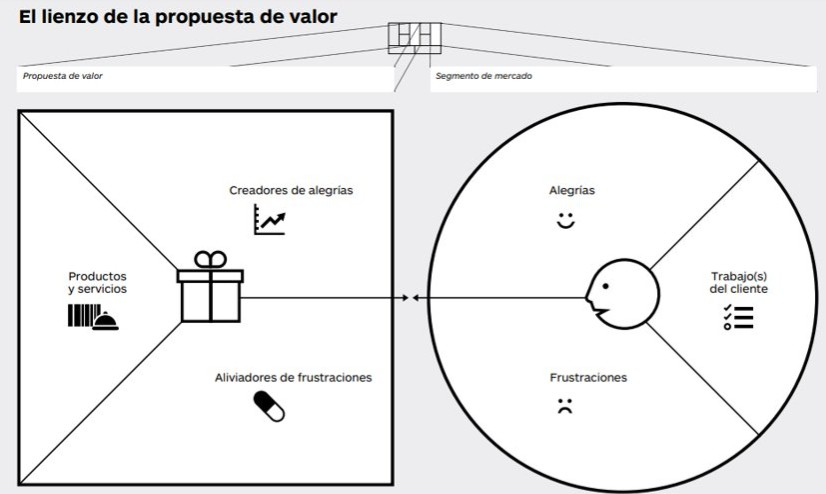 El lienzo de la propuesta de valor
Propuesta de valor
Segmento de mercado
Creadores de alegrías
Productos
y servicios
Aliviadores de frustraciones
Alegrías
Trabajo(s)
del cliente
Frustraciones